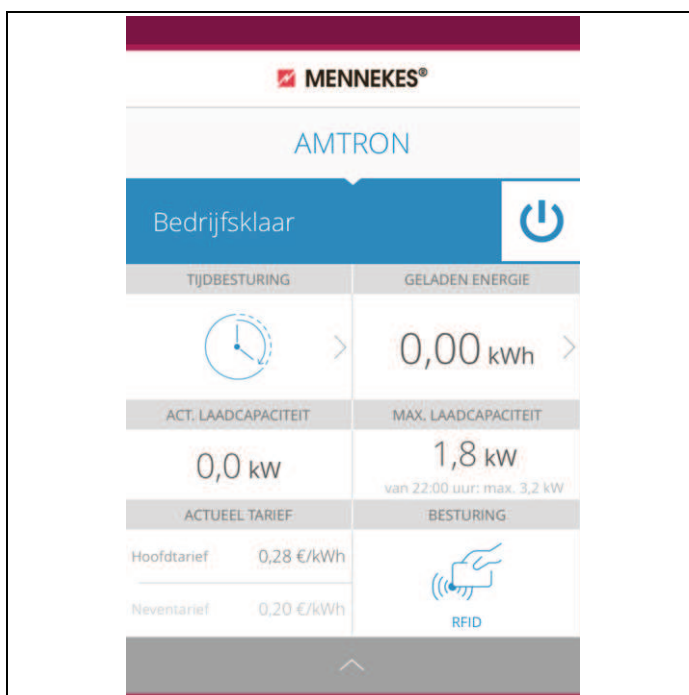 MENNEKES®
AMTRON
Bedrijfsklaar
TIJDBESTURING
GELADEN ENERGIE
0,00 kWh
ACT. LAADCAPACITEIT
MAX. LAADCAPACITEIT
0,0 kW
1,8 kW
van 22:00 uur: max. 3,2 kW
ACTUEEL TARIEF
BESTURING
Hoofdtarief 0,28 €/kWh
Neventarief 0,20 €/kWh
RFID